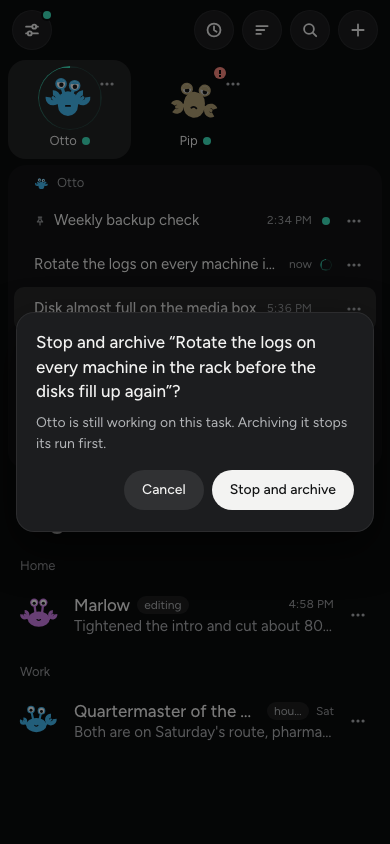 Otto
Pip
Otto
Weekly backup check 2:34 PM
Rotate the logs on every machine i... now
Disk almost full on the media box 5:36 PM
Stop and archive “Rotate the logs on
every machine in the rack before the
disks fill up again”?
Otto is still working on this task. Archiving it stops
its run first.
Cancel Stop and archive
Home
Marlow editing 4:58 PM
Tightened the intro and cut about 80...
Work
Quartermaster of the ... hou... Sat
Both are on Saturday's route, pharma...